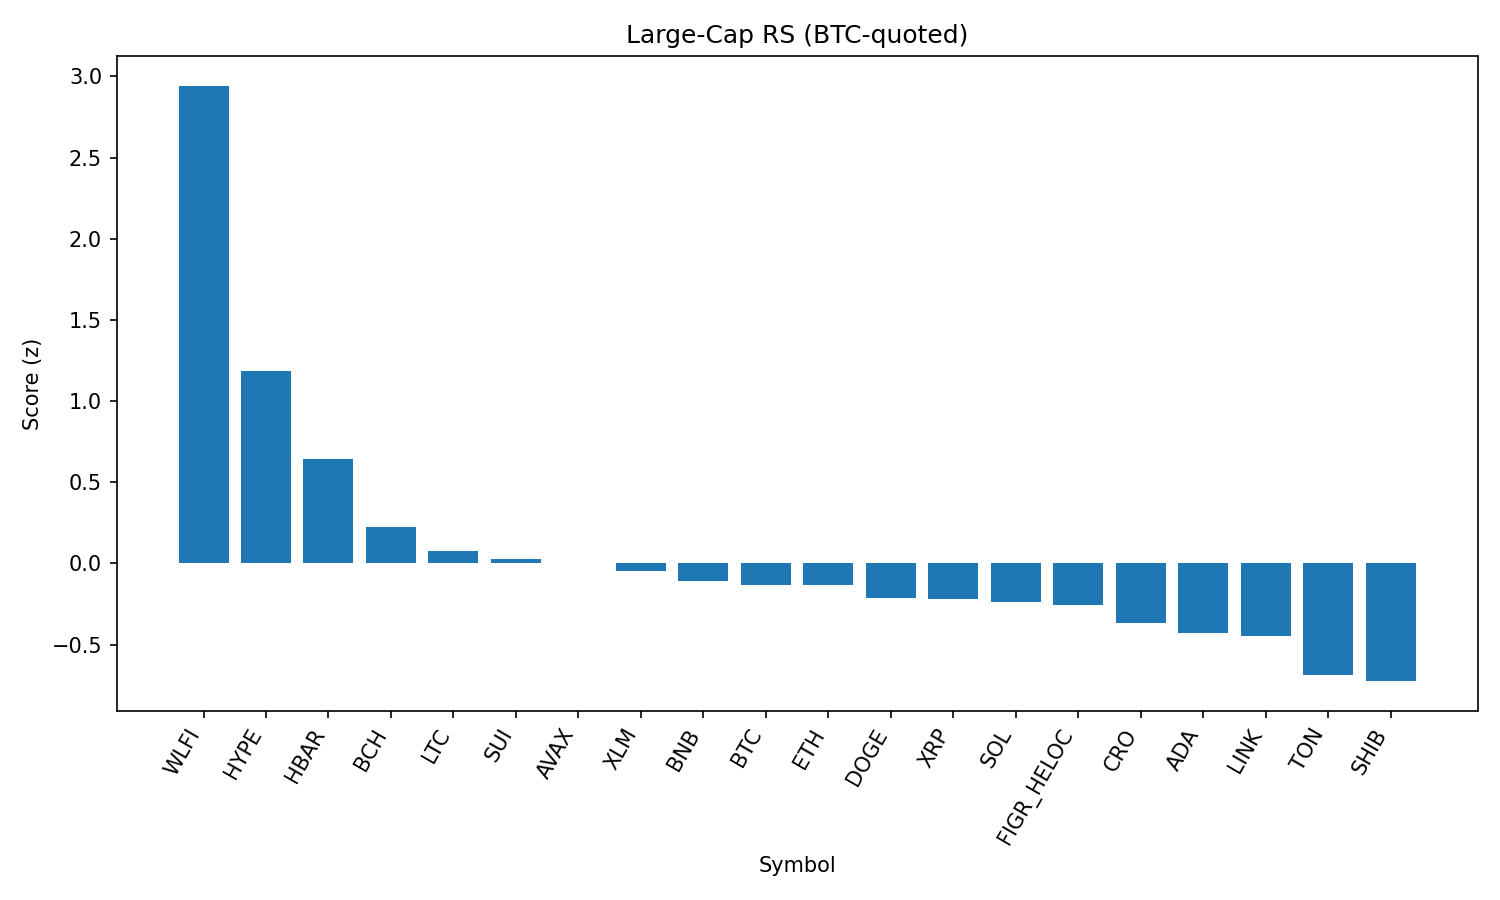 Large-Cap RS (BTC-quoted)
Score (z)
3.0
2.5
2.0
1.5
1.0
0.5
0.0
−0.5
WLFI
HYPE
HBAR
BCH
LTC
SUI
AVAX
XLM
BNB
BTC
ETH
DOGE
XRP
SOL
FIGR_HELOC
CRO
ADA
LINK
TON
SHIB
Symbol